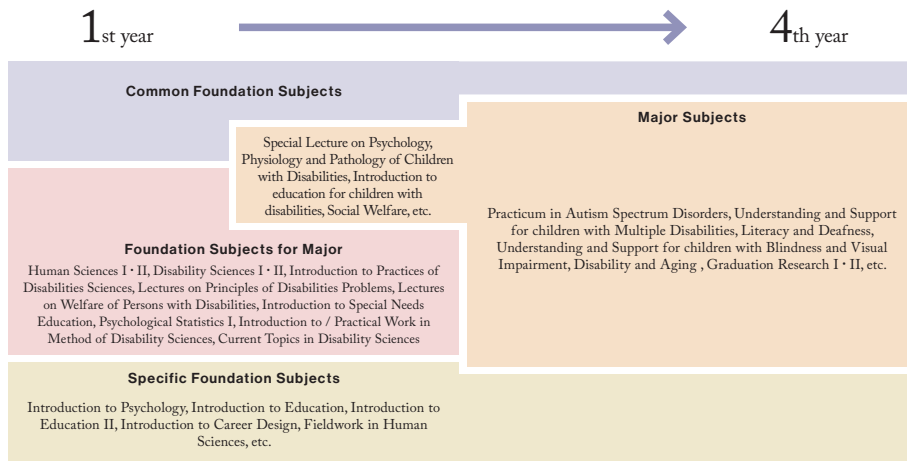 1st year
4th year
Common Foundation Subjects
Special Lecture on Psychology,
Physiology and Pathology of Children
with Disabilities, Introduction to
education for children with
disabilities, Social Welfare, etc.
Major Subjects
Practicum in Autism Spectrum Disorders, Understanding and Support
for children with Multiple Disabilities, Literacy and Deafness,
Understanding and Support for children with Blindness and Visual
Impairment, Disability and Aging , Graduation Research I・II, etc.
Foundation Subjects for Major
Human Sciences I・II, Disability Sciences I・II, Introduction to Practices of
Disabilities Sciences, Lectures on Principles of Disabilities Problems, Lectures
on Welfare of Persons with Disabilities, Introduction to Special Needs
Education, Psychological Statistics I, Introduction to / Practical Work in
Method of Disability Sciences, Current Topics in Disability Sciences
Specific Foundation Subjects
Introduction to Psychology, Introduction to Education, Introduction to
Education II, Introduction to Career Design, Fieldwork in Human
Sciences, etc.